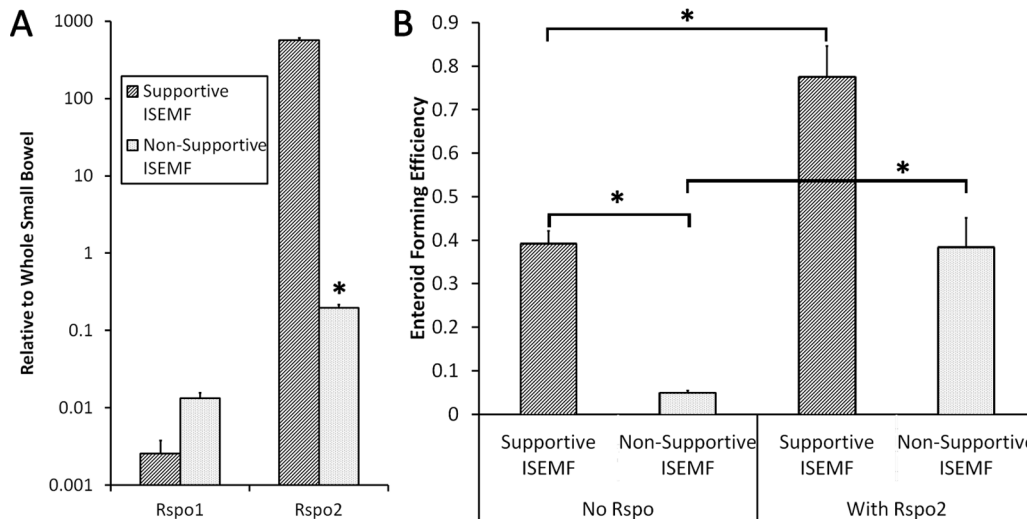 A
Relative to Whole Small Bowel
1000
100
10
1
0.1
0.01
0.001
Supportive
ISEMF
Non-Supportive
ISEMF
*
Rspo1 Rspo2
B
Enteroid Forming Efficiency
0.9
0.8
0.7
0.6
0.5
0.4
0.3
0.2
0.1
0
*
*
*
Supportive Non-Supportive Supportive Non-Supportive
ISEMF ISEMF ISEMF ISEMF
No Rspo With Rspo2